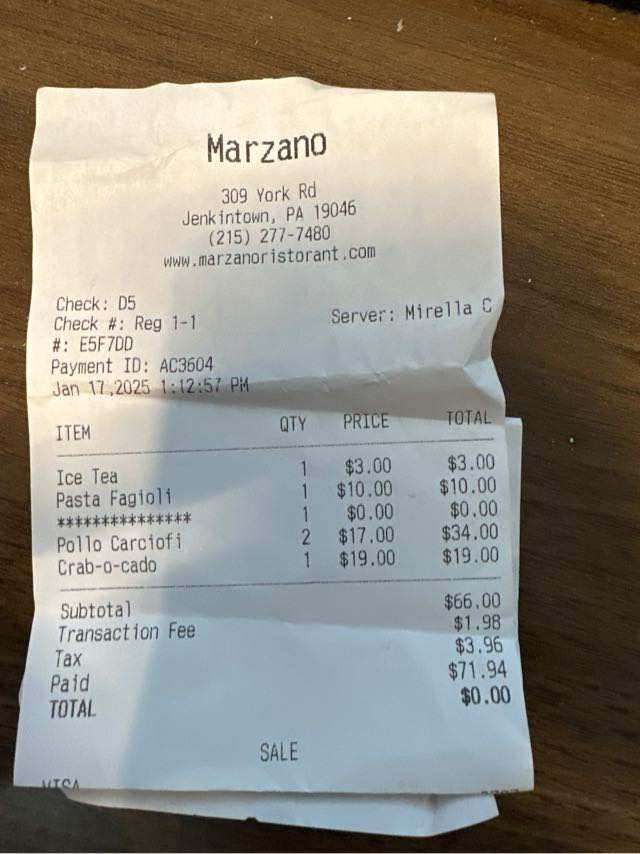 Marzano
309 York Rd
Jenkintown, PA 19046
(215) 277-7480
www.marzanoristorant.com
Check: D5
Check #: Reg 1-1 Server: Mirella C
#: E5F7DD
Payment ID: AC3604
Jan 17,2025 1:12:57 PM
ITEM QTY PRICE TOTAL
Ice Tea 1 $3.00 $3.00
Pasta Fagioli 1 $10.00 $10.00
*************** 1 $0.00 $0.00
Pollo Carciofi 2 $17.00 $34.00
Crab-o-cado 1 $19.00 $19.00
Subtotal $66.00
Transaction Fee $1.98
Tax $3.96
Paid $71.94
TOTAL $0.00
SALE
VISA